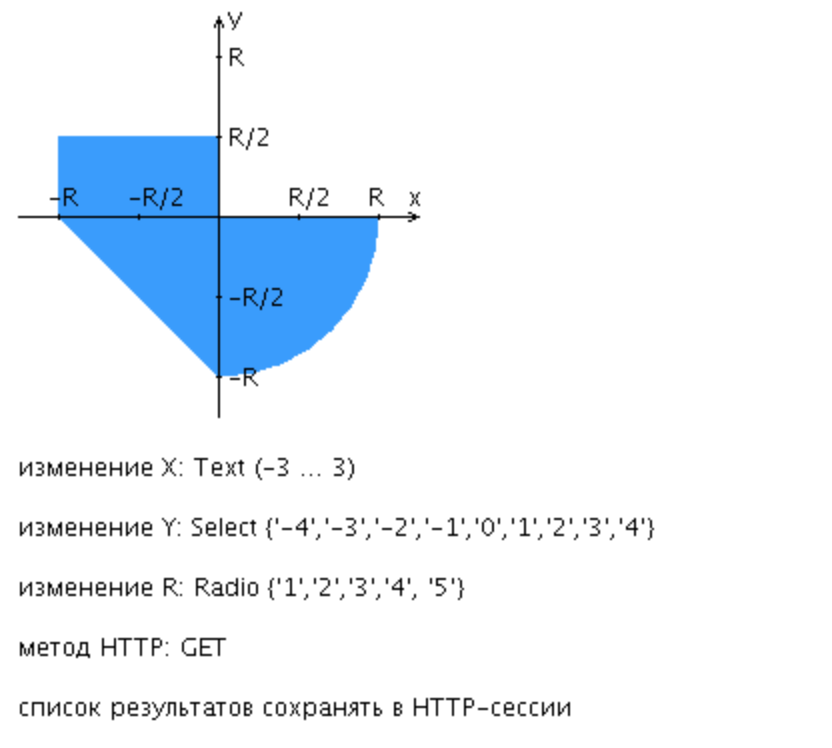 y
R
R/2
-R -R/2 R/2 R x
-R/2
-R
изменение X: Text (-3 ... 3)
изменение Y: Select {'-4','-3','-2','-1','0','1','2','3','4'}
изменение R: Radio {'1','2','3','4', '5'}
метод HTTP: GET
список результатов сохранять в HTTP-сессии